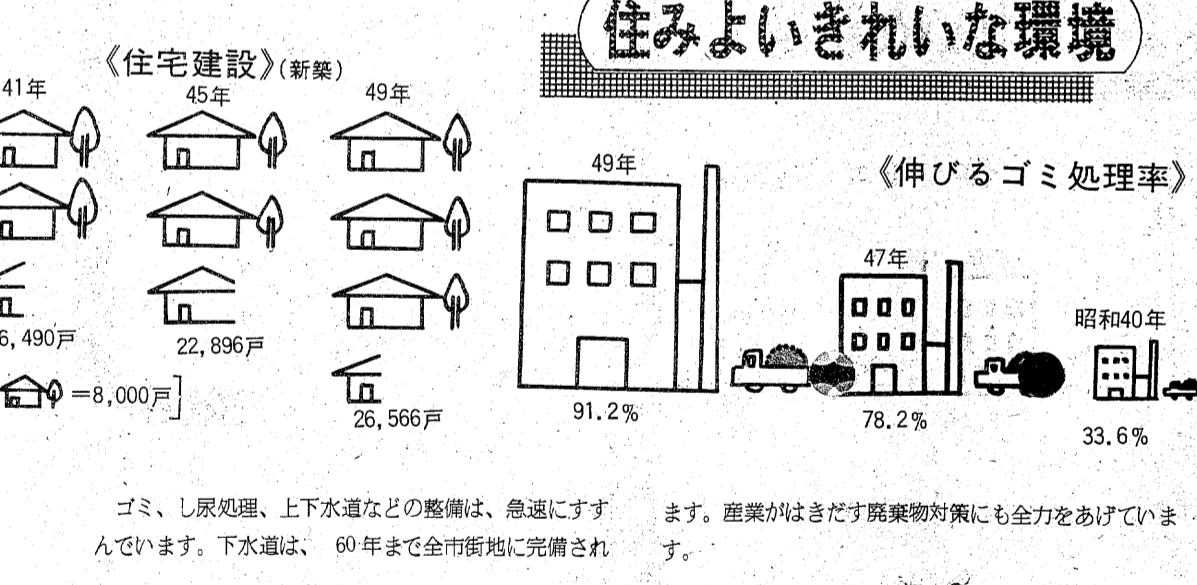 住みよいきれいな環境
《住宅建設》(新築)
41年
45年
49年
6,490戸
22,896戸
26,566戸
=8,000戸]
《伸びるゴミ処理率》
49年
47年
昭和40年
91.2%
78.2%
33.6%
ゴミ、し尿処理、上下水道などの整備は、急速にすす
んでいます。下水道は、 60年まで全市街地に完備され
ます。産業がはきだす廃棄物対策にも全力をあげていま
す。